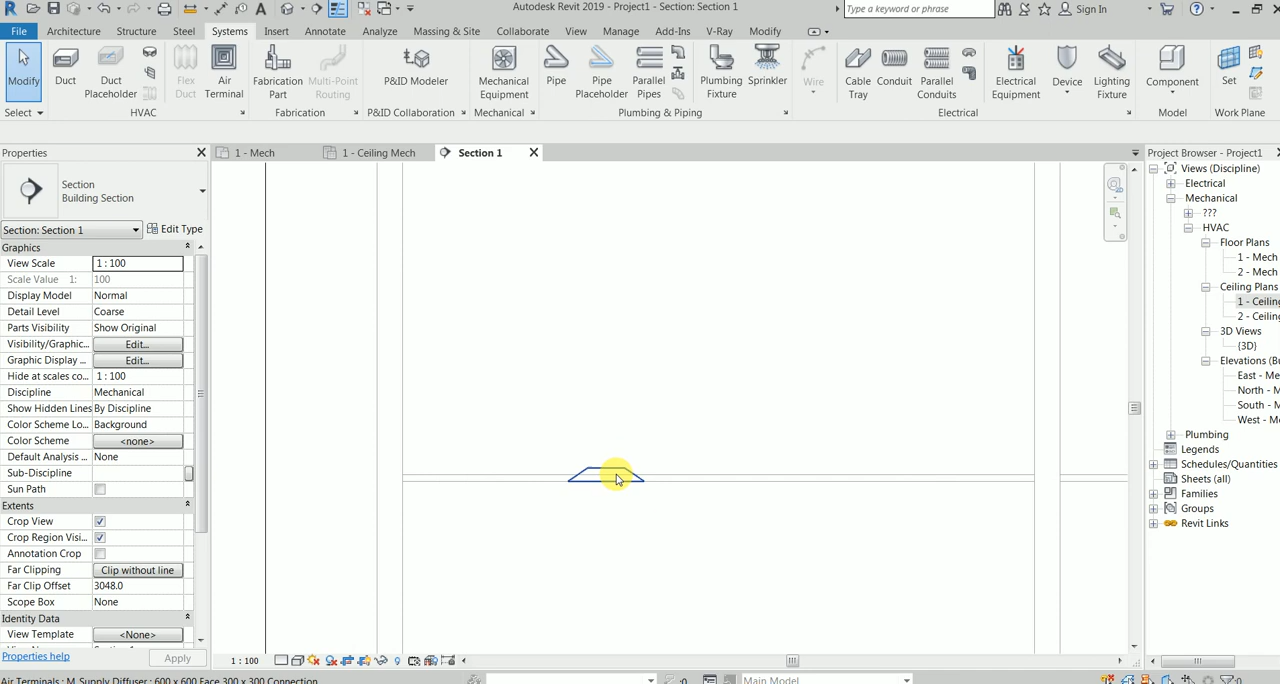 Autodesk Revit 2019 - Project1 - Section: Section 1
Type a keyword or phrase
Sign In
File Architecture Structure Steel Systems Insert Annotate Analyze Massing & Site Collaborate View Manage Add-Ins V-Ray Modify
Modify
Duct
Duct Placeholder
Flex Duct
Air Terminal
Fabrication Part
Multi-Point Routing
P&ID Modeler
Mechanical Equipment
Pipe
Pipe Placeholder
Parallel Pipes
Plumbing Fixture
Sprinkler
Wire
Cable Tray
Conduit
Parallel Conduits
Electrical Equipment
Device
Lighting Fixture
Component
Set
Select HVAC Fabrication P&ID Collaboration Mechanical Plumbing & Piping Electrical Model Work Plane
Properties
1 - Mech
1 - Ceiling Mech
Section 1
Project Browser - Project1
Section
Building Section
Section: Section 1
Edit Type
Graphics
View Scale 1 : 100
Scale Value 1: 100
Display Model Normal
Detail Level Coarse
Parts Visibility Show Original
Visibility/Graphic... Edit...
Graphic Display ... Edit...
Hide at scales co... 1 : 100
Discipline Mechanical
Show Hidden Lines By Discipline
Color Scheme Lo... Background
Color Scheme <none>
Default Analysis ... None
Sub-Discipline
Sun Path
Extents
Crop View
Crop Region Visi...
Annotation Crop
Far Clipping Clip without line
Far Clip Offset 3048.0
Scope Box None
Identity Data
View Template <None>
Properties help
Apply
Views (Discipline)
Electrical
Mechanical
???
HVAC
Floor Plans
1 - Mech
2 - Mech
Ceiling Plans
1 - Ceiling
2 - Ceiling
3D Views
{3D}
Elevations (Bu
East - Me
North - M
South - M
West - M
Plumbing
Legends
Schedules/Quantities
Sheets (all)
Families
Groups
Revit Links
1 : 100
Air Terminals : M_Supply Diffuser : 600 x 600 Face 300 x 300 Connection
:0
Main Model
:0